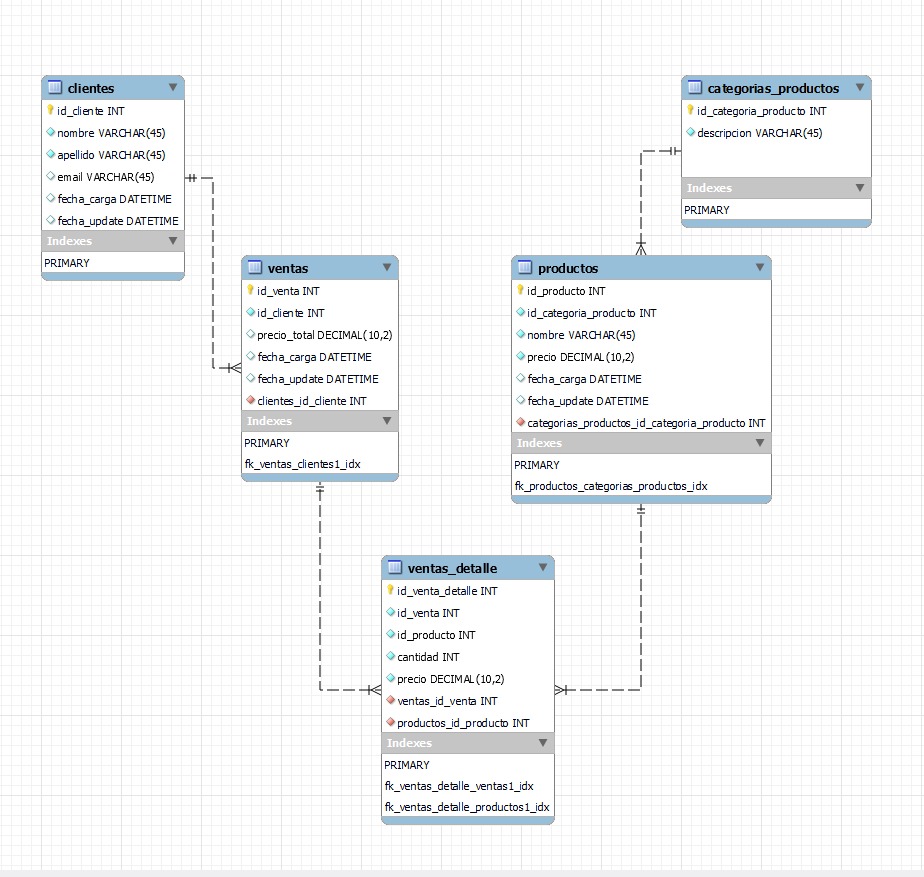 clientes
id_cliente INT
nombre VARCHAR(45)
apellido VARCHAR(45)
email VARCHAR(45)
fecha_carga DATETIME
fecha_update DATETIME
Indexes
PRIMARY
categorias_productos
id_categoria_producto INT
descripcion VARCHAR(45)
Indexes
PRIMARY
ventas
id_venta INT
id_cliente INT
precio_total DECIMAL(10,2)
fecha_carga DATETIME
fecha_update DATETIME
clientes_id_cliente INT
Indexes
PRIMARY
fk_ventas_clientes1_idx
productos
id_producto INT
id_categoria_producto INT
nombre VARCHAR(45)
precio DECIMAL(10,2)
fecha_carga DATETIME
fecha_update DATETIME
categorias_productos_id_categoria_producto INT
Indexes
PRIMARY
fk_productos_categorias_productos_idx
ventas_detalle
id_venta_detalle INT
id_venta INT
id_producto INT
cantidad INT
precio DECIMAL(10,2)
ventas_id_venta INT
productos_id_producto INT
Indexes
PRIMARY
fk_ventas_detalle_ventas1_idx
fk_ventas_detalle_productos1_idx